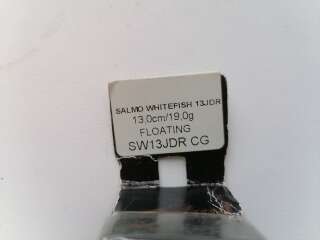 SALMO WHITEFISH 13JDR
13,0cm/19,0g
FLOATING
SW13JDR CG